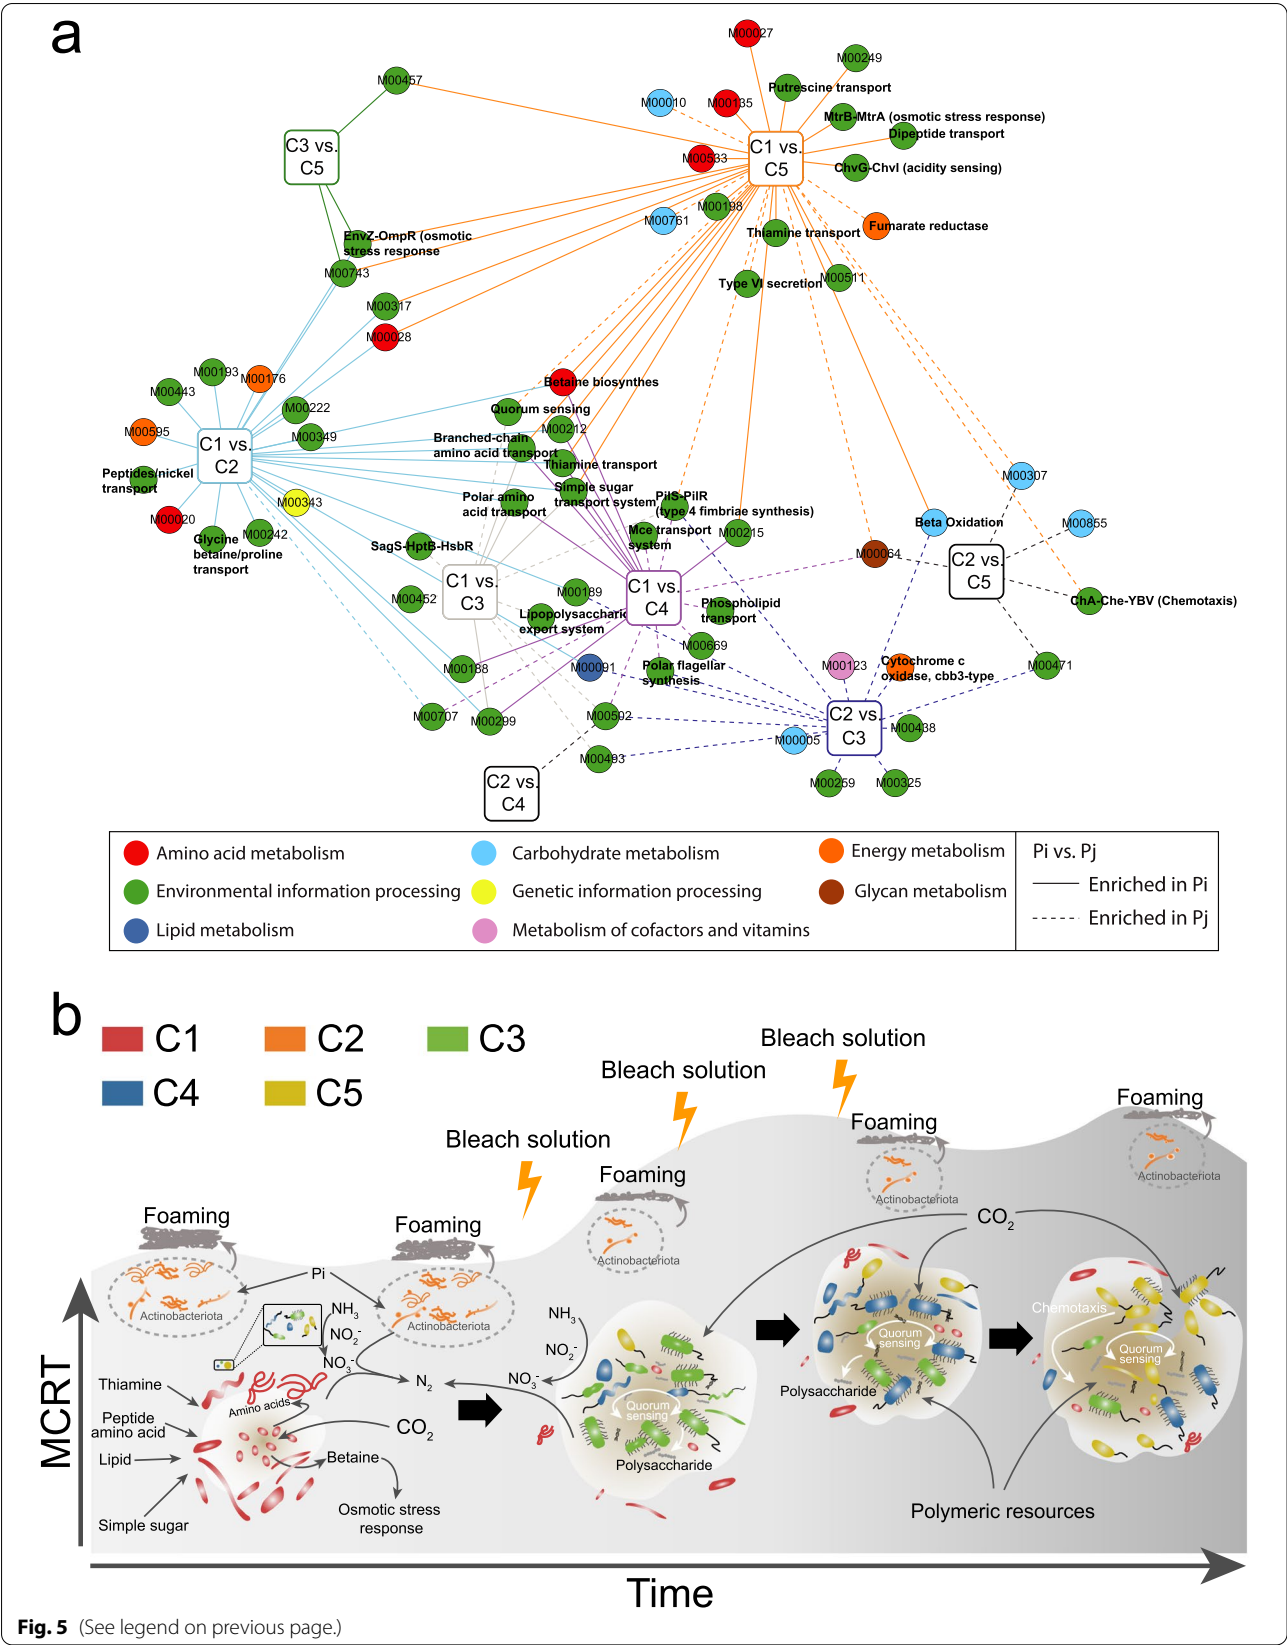 a
M00027
M00249
M00457
Putrescine transport
M00010
M00135
MtrB-MtrA (osmotic stress response)
Dipeptide transport
C3 vs.
C5
C1 vs.
C5
M00533
ChvG-ChvI (acidity sensing)
M00198
M00761
Thiamine transport
Fumarate reductase
EnvZ-OmpR (osmotic
stress response
M00743
Type VI secretion
M00511
M00317
M00028
M00193
M00176
M00443
Betaine biosynthes
M00222
Quorum sensing
M00595
M00349
M00212
C1 vs.
C2
Branched-chain
amino acid transport
Thiamine transport
Peptides/nickel
transport
M00307
Simple sugar
transport system
M00343
Polar amino
acid transport
PilS-PilR
(type 4 fimbriae synthesis)
M00020
Beta Oxidation
M00855
M00242
Glycine
betaine/proline
transport
Mce transport
system
M00215
SagS-HptB-HsbR
M00064
C2 vs.
C5
C1 vs.
C3
C1 vs.
C4
M00452
M00189
Phospholipid
transport
ChA-Che-YBV (Chemotaxis)
Lipopolysaccharic
export system
M00669
M00188
M00091
Polar flagellar
synthesis
M00123
Cytochrome c
oxidase, cbb3-type
M00471
M00707
M00299
M00502
C2 vs.
C3
M00438
M00005
M00493
C2 vs.
C4
M00259
M00325
Amino acid metabolism
Carbohydrate metabolism
Energy metabolism
Pi vs. Pj
Environmental information processing
Genetic information processing
Glycan metabolism
Enriched in Pi
Lipid metabolism
Metabolism of cofactors and vitamins
Enriched in Pj
b
C1
C2
C3
C4
C5
Bleach solution
Bleach solution
Bleach solution
Foaming
Foaming
Foaming
Foaming
Foaming
Actinobacteriota
Actinobacteriota
Actinobacteriota
Actinobacteriota
Actinobacteriota
CO2
Pi
NH3
NO2-
NO3-
N2
NH3
NO2-
NO3-
Thiamine
Peptide
amino acid
Lipid
Simple sugar
Amino acids
CO2
Betaine
Osmotic stress
response
Quorum
sensing
Polysaccharide
Quorum
sensing
Polysaccharide
Chemotaxis
Quorum
sensing
Polymeric resources
MCRT
Time
Fig. 5 (See legend on previous page.)